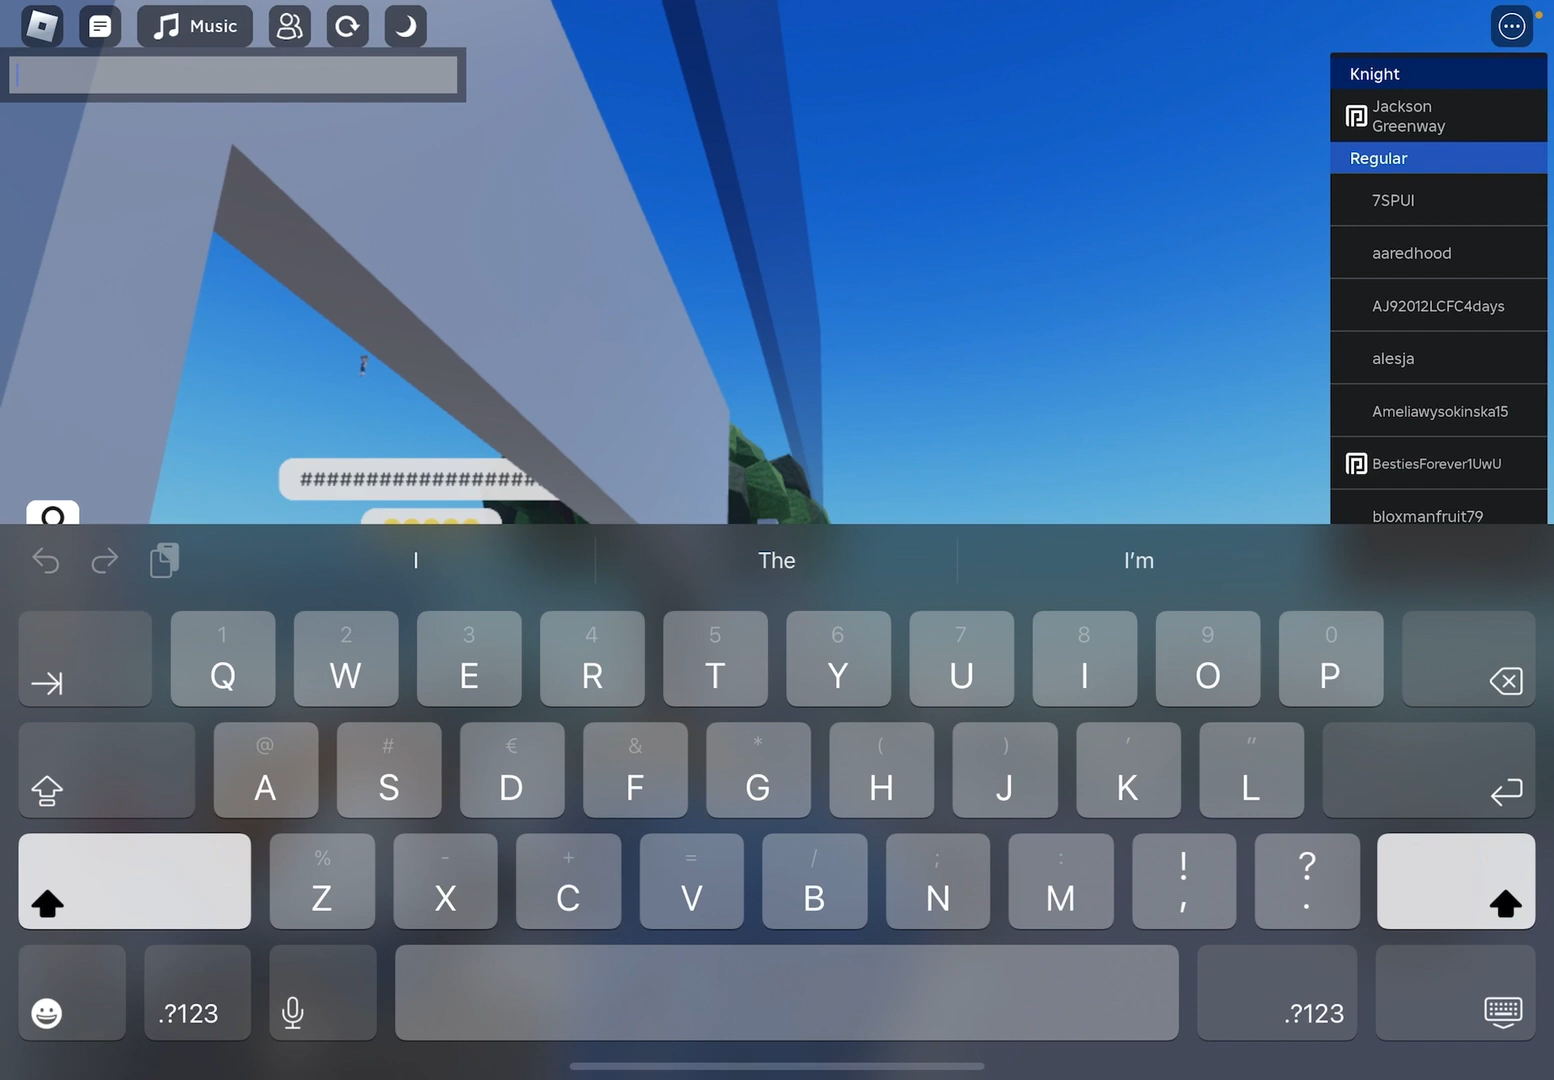 Music
Knight
Jackson
Greenway
Regular
7SPUI
aaredhood
AJ92012LCFC4days
alesja
Ameliawysokinska15
BestiesForever1UwU
bloxmanfruit79
##################
I The I'm
1 2 3 4 5 6 7 8 9 0
Q W E R T Y U I O P
@ # € & * ( ) ' "
A S D F G H J K L
% - + = / ; : ! ?
Z X C V B N M , .
.?123 .?123